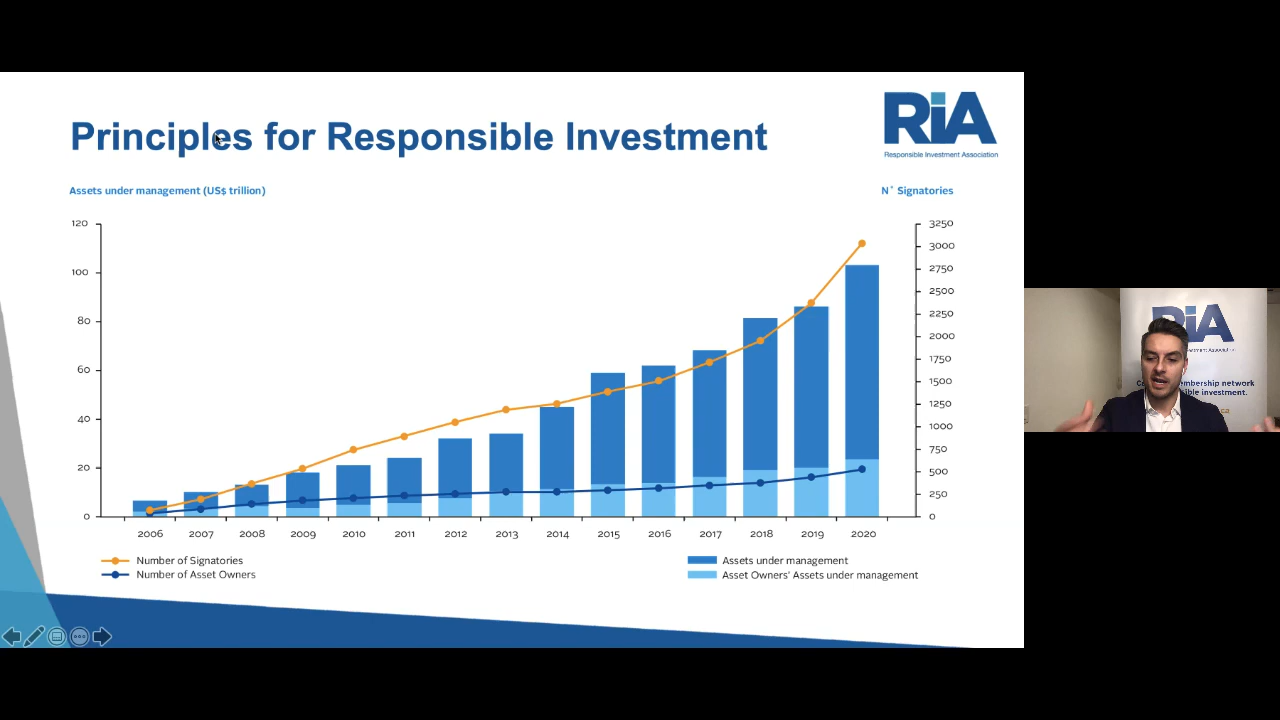 Principles for Responsible Investment
RiA
Responsible Investment Association
Assets under management (US$ trillion)
N° Signatories
120
100
80
60
40
20
0
3250
3000
2750
2500
2250
2000
1750
1500
1250
1000
750
500
250
0
2006 2007 2008 2009 2010 2011 2012 2013 2014 2015 2016 2017 2018 2019 2020
Number of Signatories
Number of Asset Owners
Assets under management
Asset Owners' Assets under management
RiA
membership network